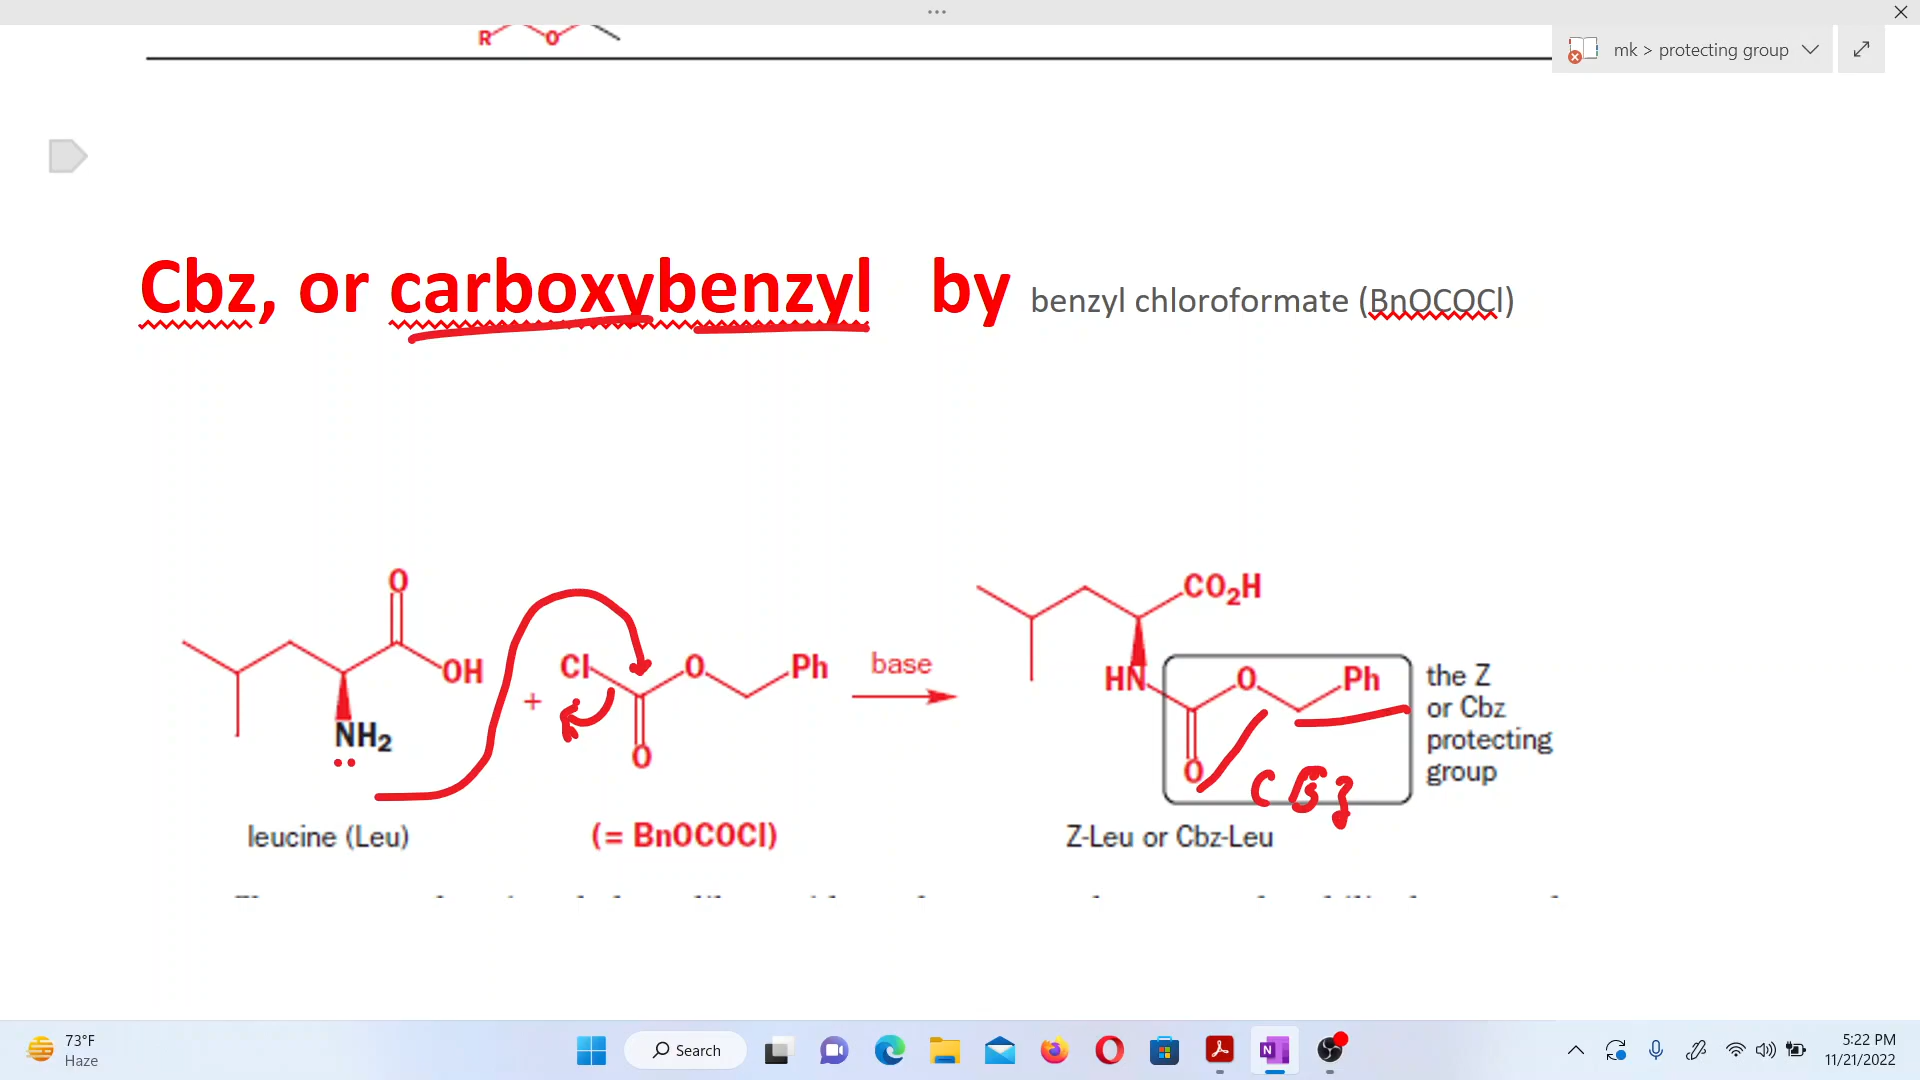 R O
mk > protecting group
Cbz, or carboxybenzyl by benzyl chloroformate (BnOCOCl)
O
OH
NH2
+
Cl O Ph
O
base
CO2H
HN O Ph
O
the Z
or Cbz
protecting
group
CBz
leucine (Leu)
(= BnOCOCl)
Z-Leu or Cbz-Leu
73°F
Haze
Search
5:22 PM
11/21/2022